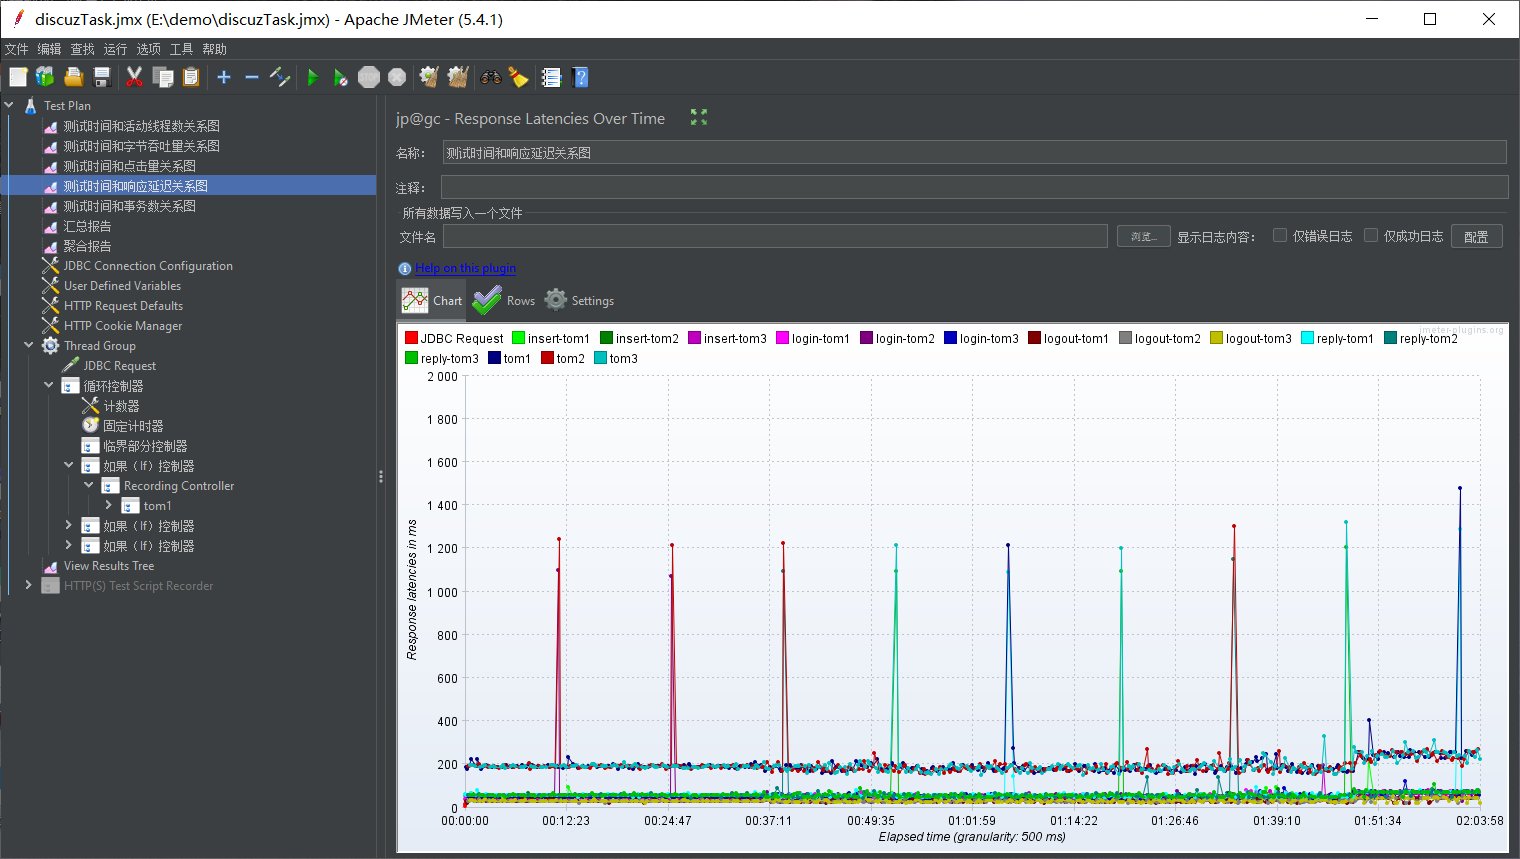 discuzTask.jmx (E:\demo\discuzTask.jmx) - Apache JMeter (5.4.1)
文件 编辑 查找 运行 选项 工具 帮助
STOP
Test Plan
测试时间和活动线程数关系图
测试时间和字节吞吐量关系图
测试时间和点击量关系图
测试时间和响应延迟关系图
测试时间和事务数关系图
汇总报告
聚合报告
JDBC Connection Configuration
User Defined Variables
HTTP Request Defaults
HTTP Cookie Manager
Thread Group
JDBC Request
循环控制器
计数器
固定计时器
临界部分控制器
如果（If）控制器
Recording Controller
tom1
如果（If）控制器
如果（If）控制器
View Results Tree
HTTP(S) Test Script Recorder
jp@gc - Response Latencies Over Time
名称： 测试时间和响应延迟关系图
注释：
所有数据写入一个文件
文件名 浏览... 显示日志内容： 仅错误日志 仅成功日志 配置
Help on this plugin
Chart Rows Settings
jmeter-plugins.org
JDBC Request insert-tom1 insert-tom2 insert-tom3 login-tom1 login-tom2 login-tom3 logout-tom1 logout-tom2 logout-tom3 reply-tom1 reply-tom2
reply-tom3 tom1 tom2 tom3
2 000
1 800
1 600
1 400
1 200
1 000
800
600
400
200
0
Response latencies in ms
00:00:00 00:12:23 00:24:47 00:37:11 00:49:35 01:01:59 01:14:22 01:26:46 01:39:10 01:51:34 02:03:58
Elapsed time (granularity: 500 ms)